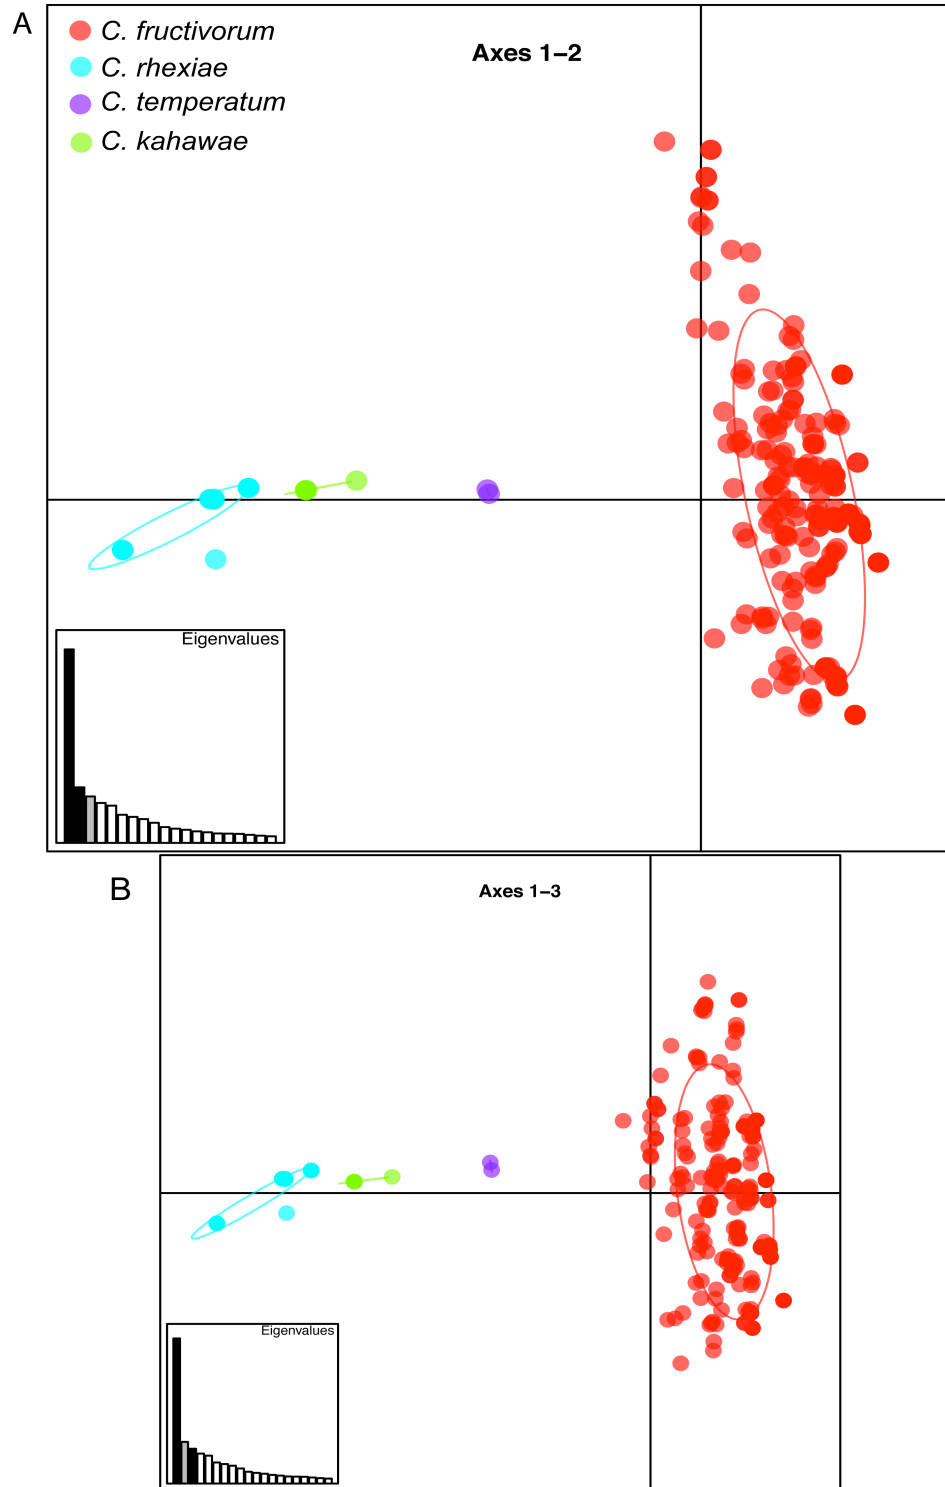 A
C. fructivorum
C. rhexiae
C. temperatum
C. kahawae
Axes 1–2
Eigenvalues
B
Axes 1–3
Eigenvalues